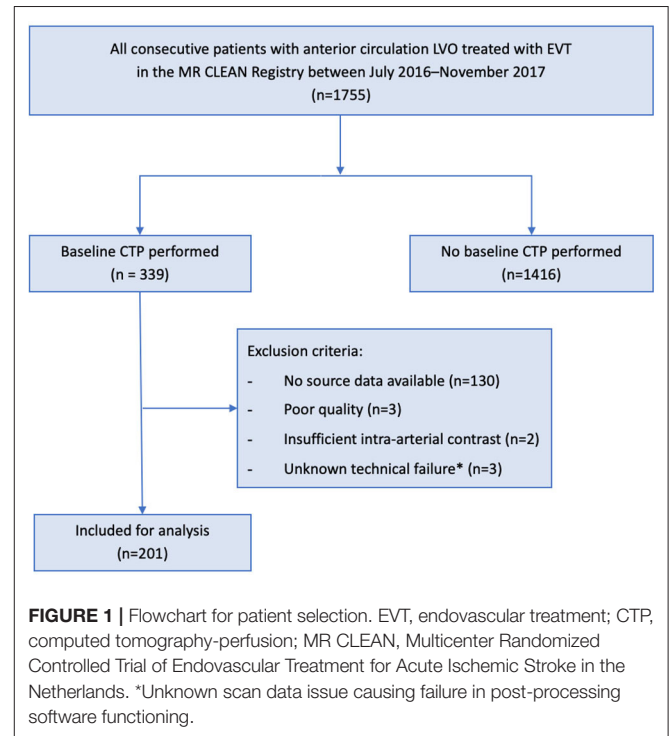 All consecutive patients with anterior circulation LVO treated with EVT
in the MR CLEAN Registry between July 2016–November 2017
(n=1755)
Baseline CTP performed
(n = 339)
No baseline CTP performed
(n=1416)
Exclusion criteria:
- No source data available (n=130)
- Poor quality (n=3)
- Insufficient intra-arterial contrast (n=2)
- Unknown technical failure* (n=3)
Included for analysis
(n=201)
FIGURE 1 | Flowchart for patient selection. EVT, endovascular treatment; CTP,
computed tomography-perfusion; MR CLEAN, Multicenter Randomized
Controlled Trial of Endovascular Treatment for Acute Ischemic Stroke in the
Netherlands. *Unknown scan data issue causing failure in post-processing
software functioning.